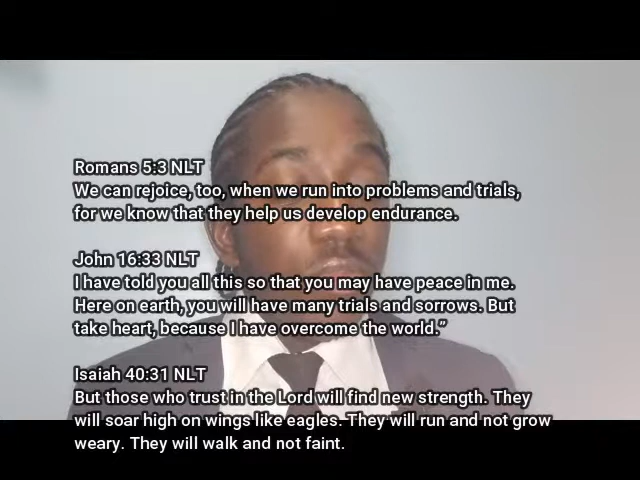 Romans 5:3 NLT
We can rejoice, too, when we run into problems and trials,
for we know that they help us develop endurance.
John 16:33 NLT
I have told you all this so that you may have peace in me.
Here on earth, you will have many trials and sorrows. But
take heart, because I have overcome the world.”
Isaiah 40:31 NLT
But those who trust in the Lord will find new strength. They
will soar high on wings like eagles. They will run and not grow
weary. They will walk and not faint.